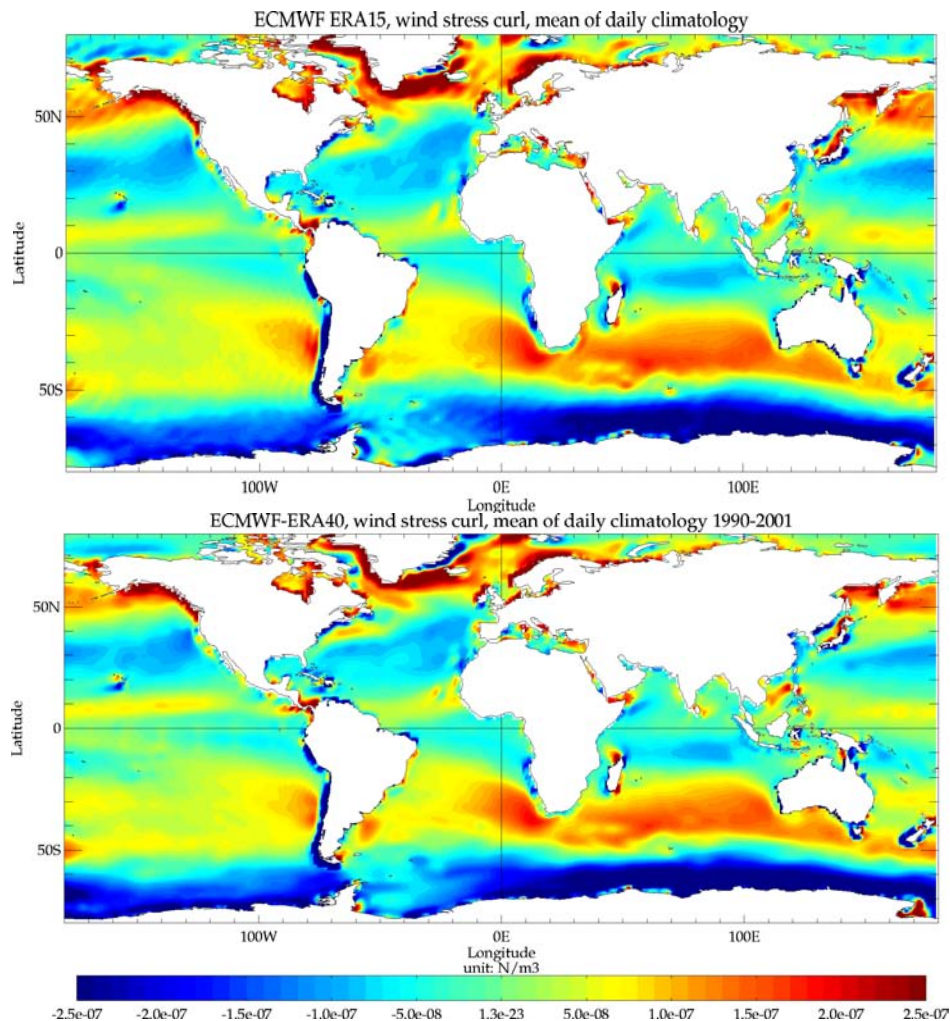 ECMWF ERA15, wind stress curl, mean of daily climatology
50N
0
50S
Latitude
100W
0E
100E
Longitude
ECMWF-ERA40, wind stress curl, mean of daily climatology 1990-2001
50N
0
50S
Latitude
100W
0E
100E
Longitude
unit: N/m3
-2.5e-07 -2.0e-07 -1.5e-07 -1.0e-07 -5.0e-08 1.3e-23 5.0e-08 1.0e-07 1.5e-07 2.0e-07 2.5e-07